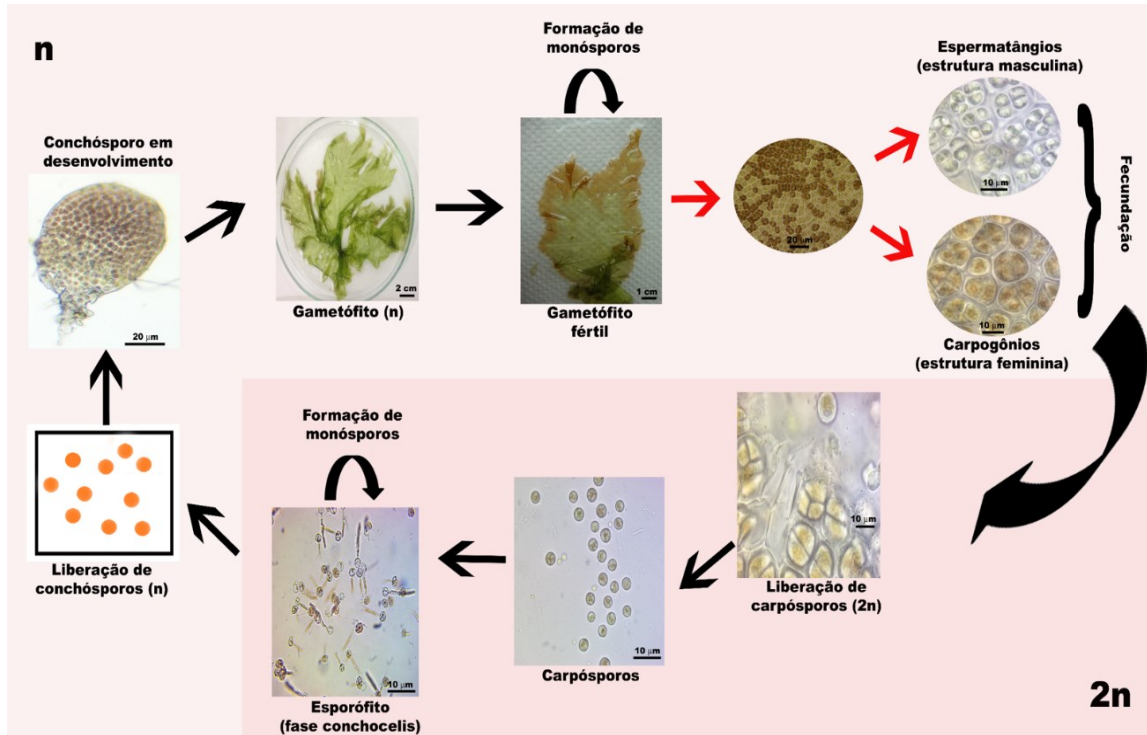 n
Formação de
monósporos
Espermatângios
(estrutura masculina)
Conchósporo em
desenvolvimento
20 µm
2 cm
Gametófito (n)
1 cm
Gametófito
fértil
20 µm
10 µm
10 µm
Carpogônios
(estrutura feminina)
Fecundação
Liberação de
conchósporos (n)
Formação de
monósporos
10 µm
Esporófito
(fase conchocelis)
10 µm
Carpósporos
10 µm
Liberação de
carpósporos (2n)
2n